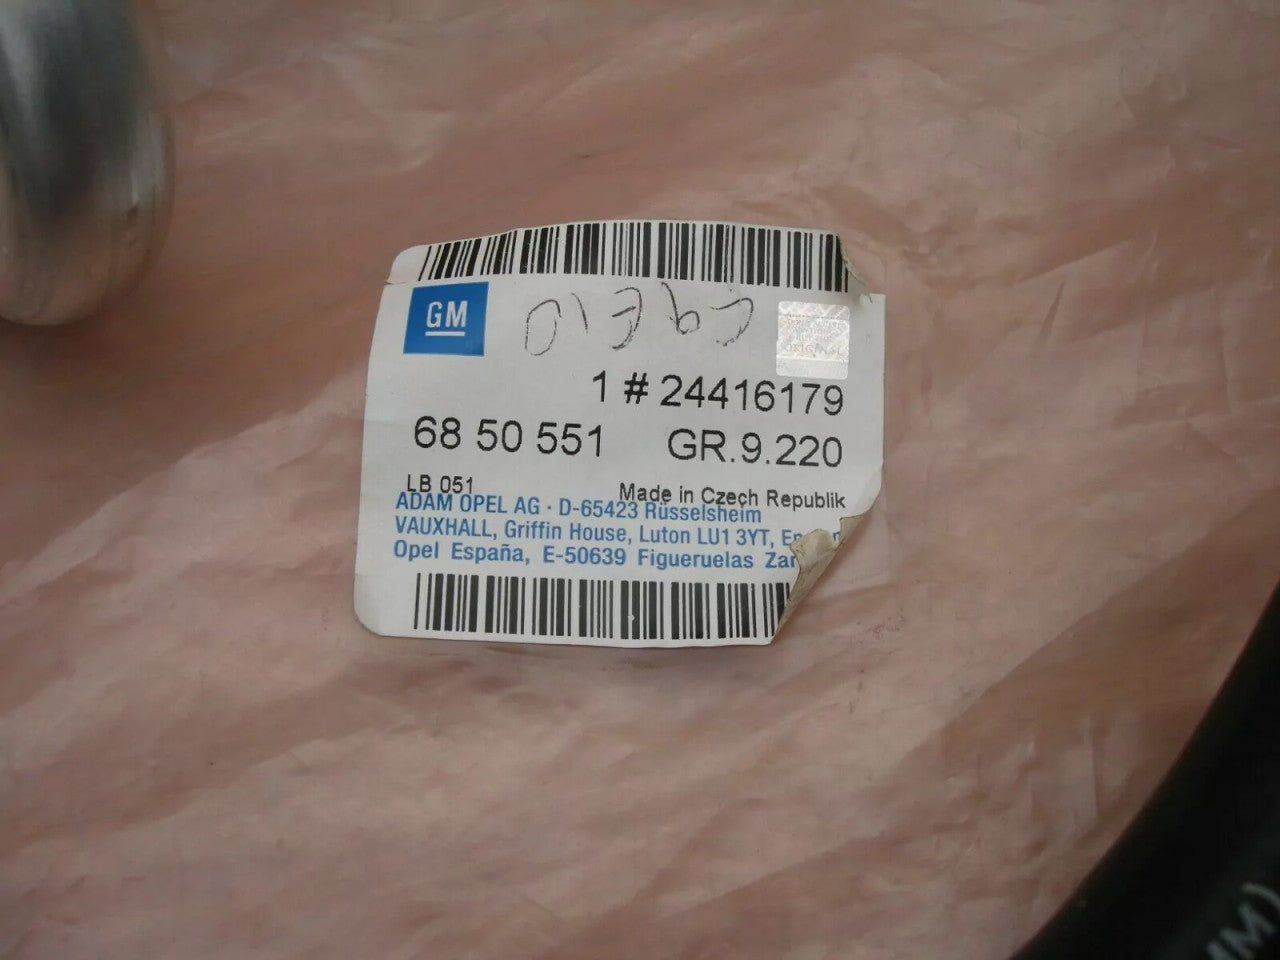 GM
1 # 24416179
68 50 551 GR.9.220
LB 051 Made in Czech Republik
ADAM OPEL AG · D-65423 Rüsselsheim
VAUXHALL, Griffin House, Luton LU1 3YT,
Opel España, E-50639 Figueruelas